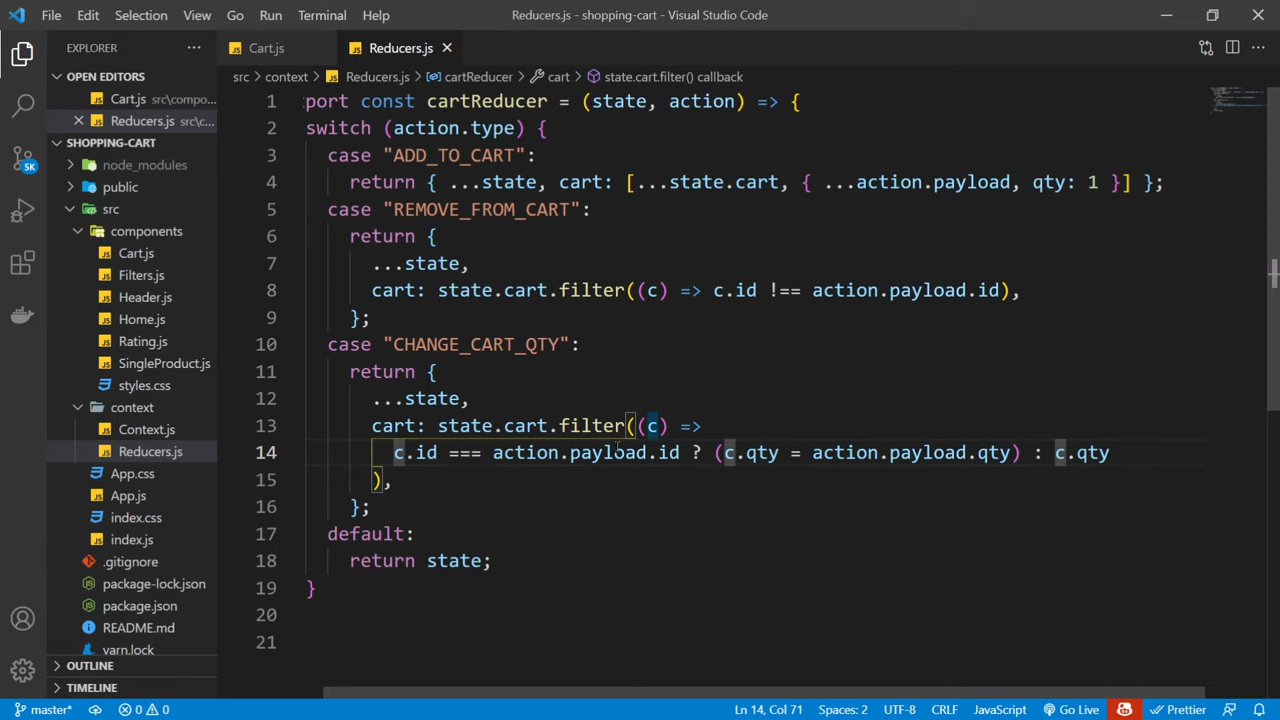 File Edit Selection View Go Run Terminal Help Reducers.js - shopping-cart - Visual Studio Code
EXPLORER
Cart.js Reducers.js
OPEN EDITORS
Cart.js src\compo...
Reducers.js src\c...
SHOPPING-CART
node_modules
public
src
components
Cart.js
Filters.js
Header.js
Home.js
Rating.js
SingleProduct.js
styles.css
context
Context.js
Reducers.js
App.css
App.js
index.css
index.js
.gitignore
package-lock.json
package.json
README.md
yarn.lock
OUTLINE
TIMELINE
5K
src > context > Reducers.js > cartReducer > cart > state.cart.filter() callback
1 port const cartReducer = (state, action) => {
2 switch (action.type) {
3 case "ADD_TO_CART":
4 return { ...state, cart: [...state.cart, { ...action.payload, qty: 1 }] };
5 case "REMOVE_FROM_CART":
6 return {
7 ...state,
8 cart: state.cart.filter((c) => c.id !== action.payload.id),
9 };
10 case "CHANGE_CART_QTY":
11 return {
12 ...state,
13 cart: state.cart.filter((c) =>
14 c.id === action.payload.id ? (c.qty = action.payload.qty) : c.qty
15 ),
16 };
17 default:
18 return state;
19 }
20
21
master* 0 0 Ln 14, Col 71 Spaces: 2 UTF-8 CRLF JavaScript Go Live Prettier